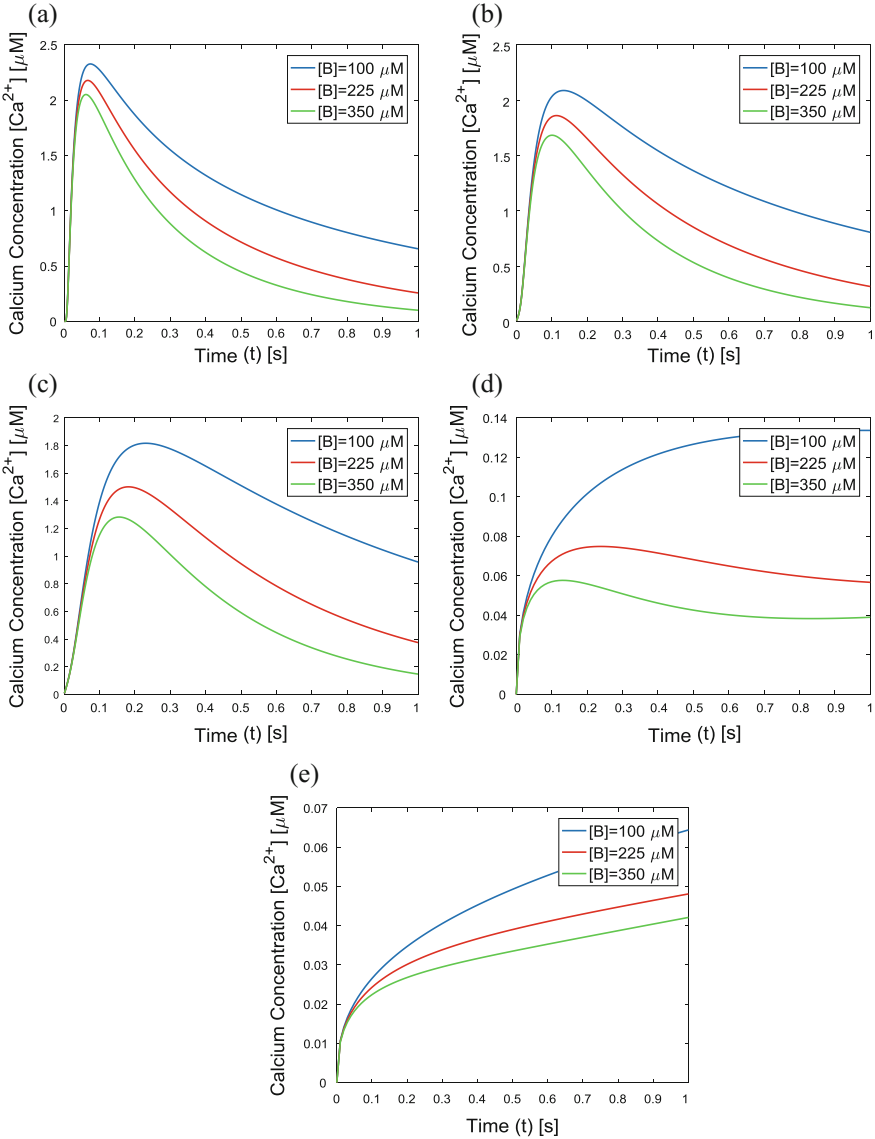 (a)
Calcium Concentration [Ca2+] [μM]
2.5
2
1.5
1
0.5
0
0 0.1 0.2 0.3 0.4 0.5 0.6 0.7 0.8 0.9 1
Time (t) [s]
[B]=100 μM
[B]=225 μM
[B]=350 μM
(b)
Calcium Concentration [Ca2+] [μM]
2.5
2
1.5
1
0.5
0
0 0.1 0.2 0.3 0.4 0.5 0.6 0.7 0.8 0.9 1
Time (t) [s]
[B]=100 μM
[B]=225 μM
[B]=350 μM
(c)
Calcium Concentration [Ca2+] [μM]
2
1.8
1.6
1.4
1.2
1
0.8
0.6
0.4
0.2
0
0 0.1 0.2 0.3 0.4 0.5 0.6 0.7 0.8 0.9 1
Time (t) [s]
[B]=100 μM
[B]=225 μM
[B]=350 μM
(d)
Calcium Concentration [Ca2+] [μM]
0.14
0.12
0.1
0.08
0.06
0.04
0.02
0
0 0.1 0.2 0.3 0.4 0.5 0.6 0.7 0.8 0.9 1
Time (t) [s]
[B]=100 μM
[B]=225 μM
[B]=350 μM
(e)
Calcium Concentration [Ca2+] [μM]
0.07
0.06
0.05
0.04
0.03
0.02
0.01
0
0 0.1 0.2 0.3 0.4 0.5 0.6 0.7 0.8 0.9 1
Time (t) [s]
[B]=100 μM
[B]=225 μM
[B]=350 μM